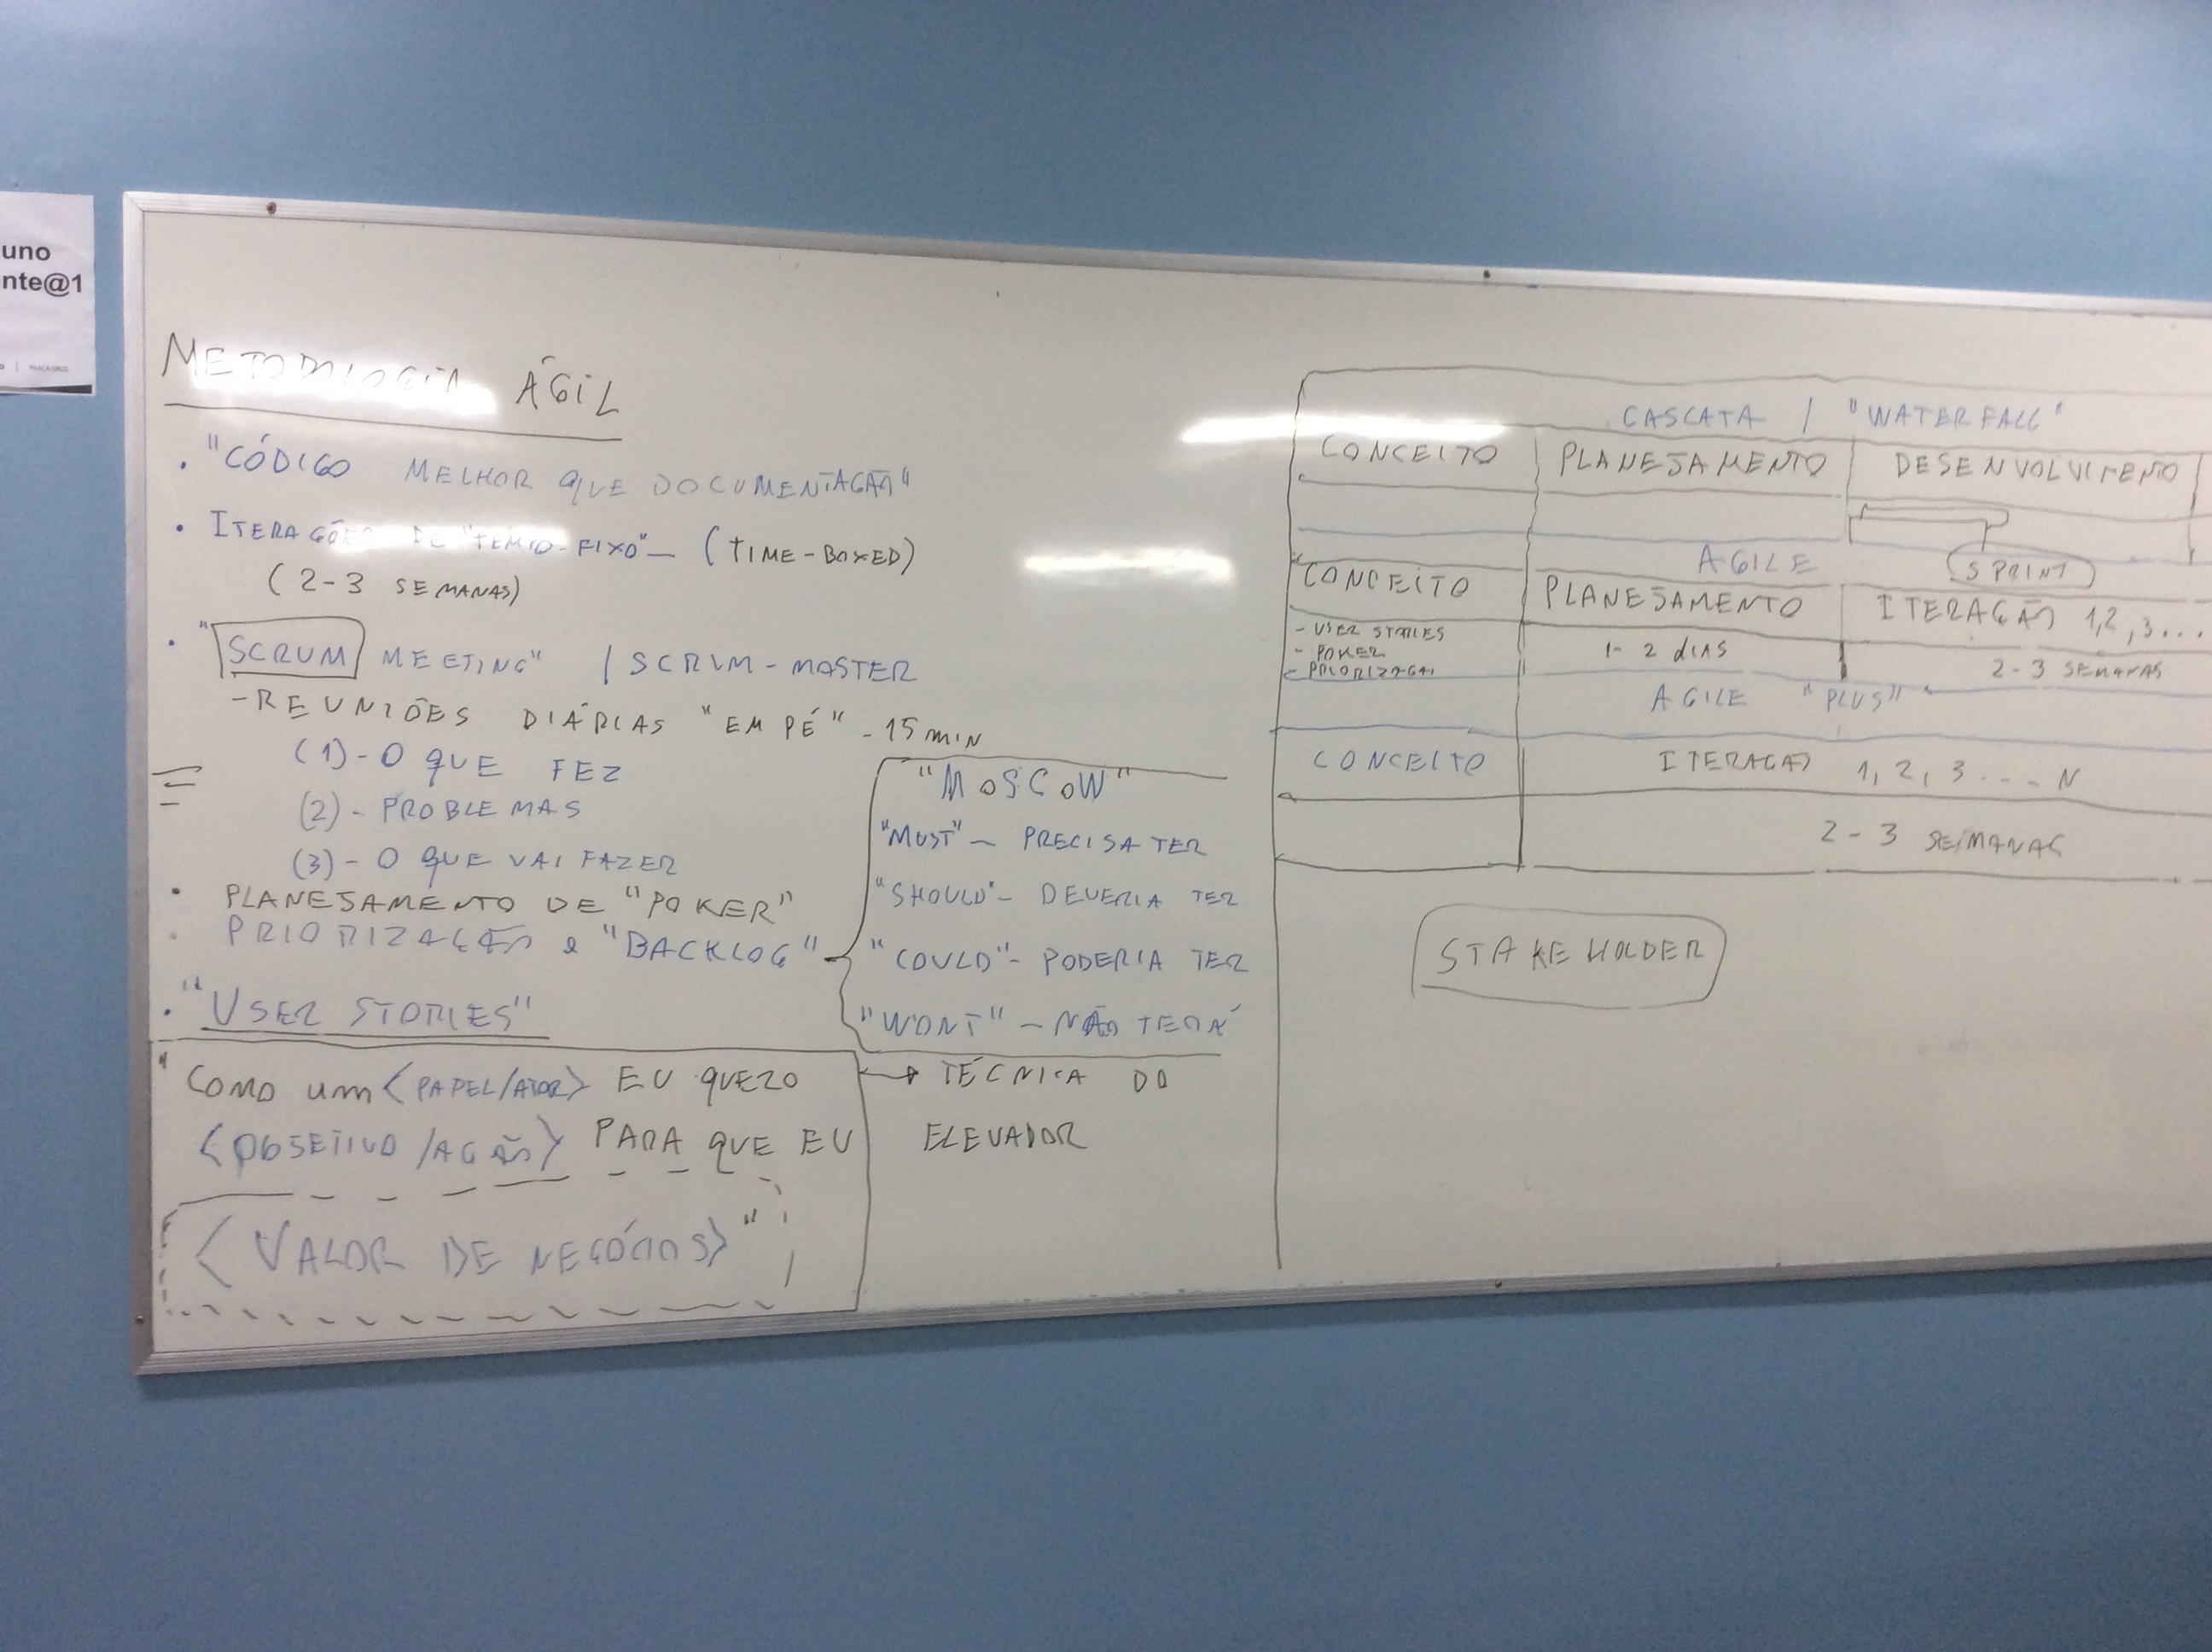 uno
nte@1
METODOLOGIA ÁGIL
• "CÓDIGO MELHOR QUE DOCUMENTAÇÃO"
• ITERAÇÕES DE "TEMPO-FIXO" — (TIME-BOXED)
(2-3 SEMANAS)
• "SCRUM MEETING" / SCRUM-MASTER
- REUNIÕES DIÁRIAS "EM PÉ" - 15 min
(1) - O QUE FEZ
(2) - PROBLEMAS
(3) - O QUE VAI FAZER
• PLANEJAMENTO DE "POKER"
• PRIORIZAÇÃO e "BACKLOG"
• "USER STORIES"
"COMO um <PAPEL/ATOR> EU QUERO
<OBJETIVO/AÇÃO> PARA QUE EU
<VALOR DE NEGÓCIOS>"
"MoSCoW"
"MUST" — PRECISA TER
"SHOULD" — DEVERIA TER
"COULD" - PODERIA TER
"WONT" — NÃO TERÁ
TÉCNICA DO
ELEVADOR
CASCATA / "WATERFALL"
CONCEITO PLANEJAMENTO DESENVOLVIMENTO
AGILE SPRINT
CONCEITO PLANEJAMENTO ITERAÇÃO 1,2,3...
- USER STORIES
- POKER
- PRIORIZAÇÃO
1-2 dIAS 2-3 SEMANAS
AGILE "PLUS"
CONCEITO ITERAÇÃO 1, 2, 3 ... N
2-3 SEMANAS
STAKEHOLDER